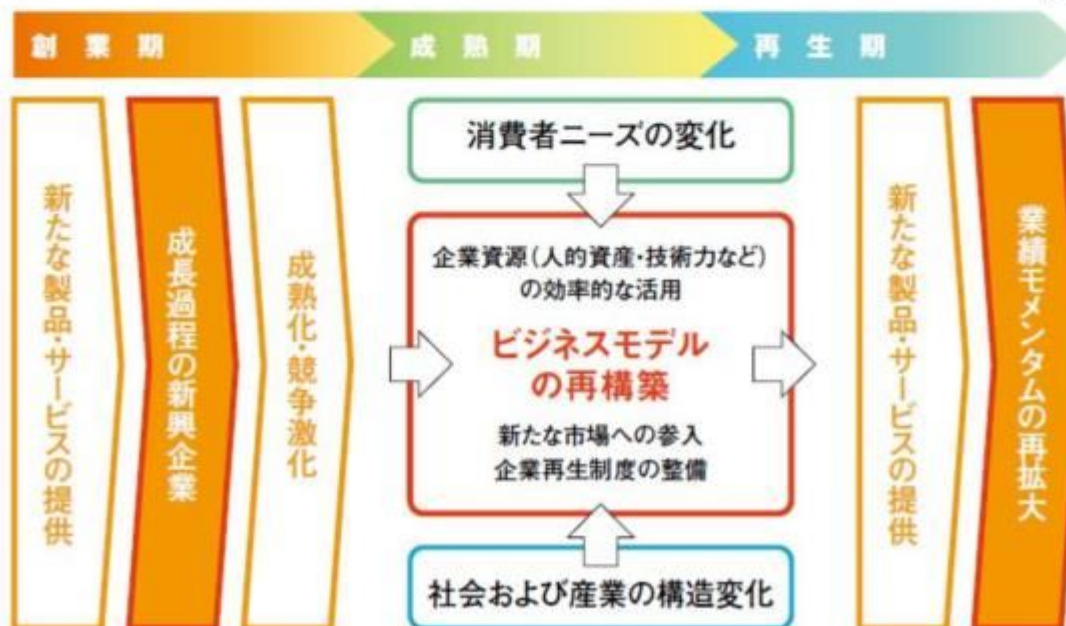 創業期
成熟期
再生期
新たな製品・サービスの提供
成長過程の新興企業
成熟化・競争激化
消費者ニーズの変化
企業資源(人的資産・技術力など)
の効率的な活用
ビジネスモデル
の再構築
新たな市場への参入
企業再生制度の整備
社会および産業の構造変化
新たな製品・サービスの提供
業績モメンタムの再拡大